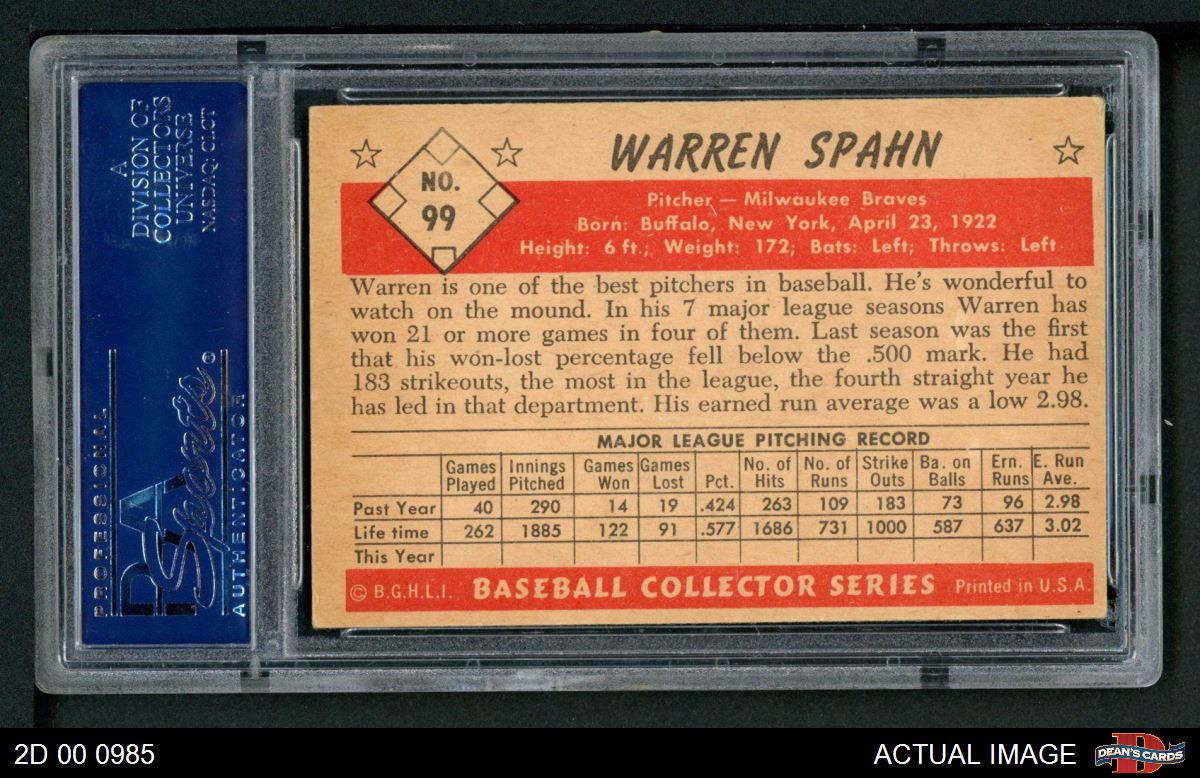 A
DIVISION OF
COLLECTORS
UNIVERSE
NASDAQ: CLCT
PROFESSIONAL
PSA
Sports®
AUTHENTICATOR
WARREN SPAHN
NO.
99
Pitcher — Milwaukee Braves
Born: Buffalo, New York, April 23, 1922
Height: 6 ft.; Weight: 172; Bats: Left; Throws: Left
Warren is one of the best pitchers in baseball. He's wonderful to
watch on the mound. In his 7 major league seasons Warren has
won 21 or more games in four of them. Last season was the first
that his won-lost percentage fell below the .500 mark. He had
183 strikeouts, the most in the league, the fourth straight year he
has led in that department. His earned run average was a low 2.98.
MAJOR LEAGUE PITCHING RECORD
Games Innings Games Games No. of No. of Strike Ba. on Ern. E. Run
Played Pitched Won Lost Pct. Hits Runs Outs Balls Runs Ave.
Past Year 40 290 14 19 .424 263 109 183 73 96 2.98
Life time 262 1885 122 91 .577 1686 731 1000 587 637 3.02
This Year
© B.G.H.L.I. BASEBALL COLLECTOR SERIES Printed in U.S.A.
2D 00 0985 ACTUAL IMAGE DEAN'S CARDS